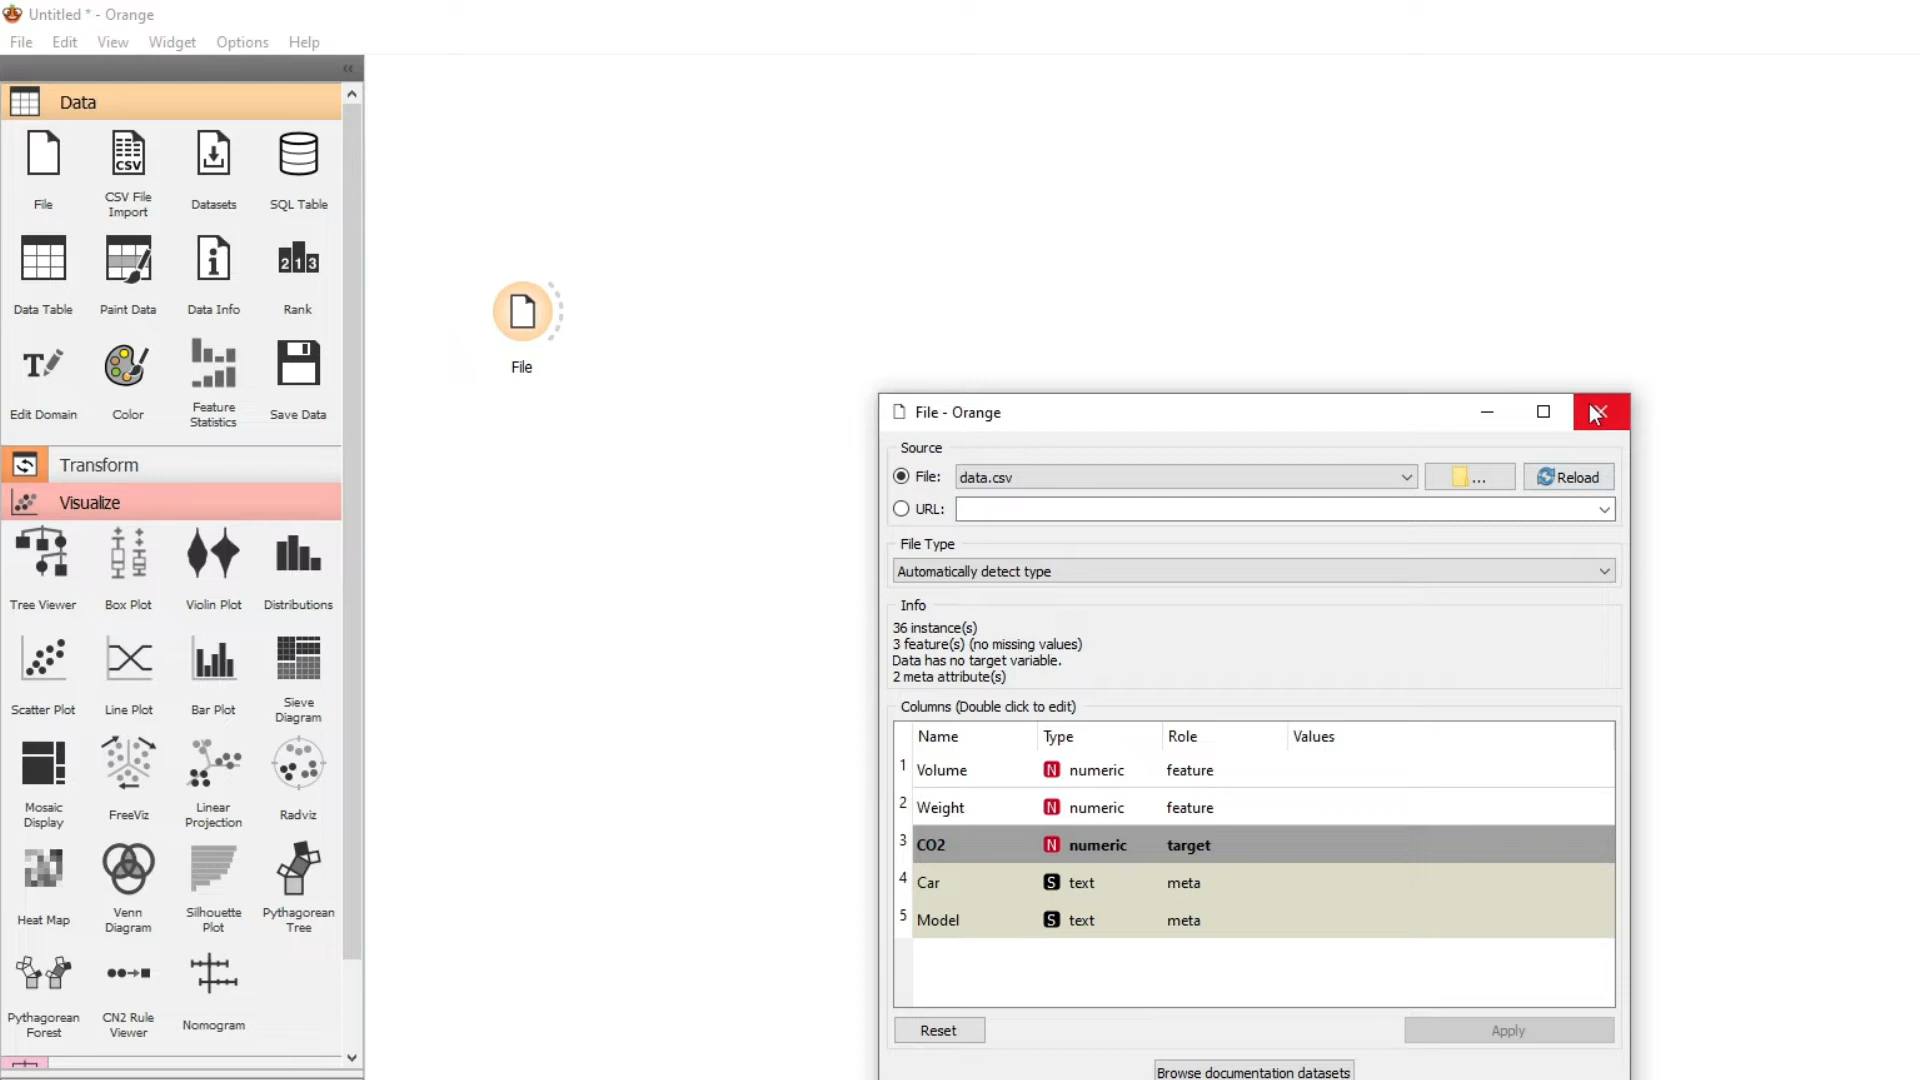 Untitled * - Orange
File Edit View Widget Options Help
«
Data
File
CSV
CSV File
Import
Datasets
SQL Table
Data Table
Paint Data
Data Info
213
Rank
T
Edit Domain
Color
Feature
Statistics
Save Data
Transform
Visualize
Tree Viewer
Box Plot
Violin Plot
Distributions
Scatter Plot
Line Plot
Bar Plot
Sieve
Diagram
Mosaic
Display
FreeViz
Linear
Projection
Radviz
Heat Map
Venn
Diagram
Silhouette
Plot
Pythagorean
Tree
Pythagorean
Forest
CN2 Rule
Viewer
Nomogram
File
File - Orange
Source
File: data.csv ... Reload
URL:
File Type
Automatically detect type
Info
36 instance(s)
3 feature(s) (no missing values)
Data has no target variable.
2 meta attribute(s)
Columns (Double click to edit)
Name Type Role Values
1 Volume N numeric feature
2 Weight N numeric feature
3 CO2 N numeric target
4 Car S text meta
5 Model S text meta
Reset Apply
Browse documentation datasets